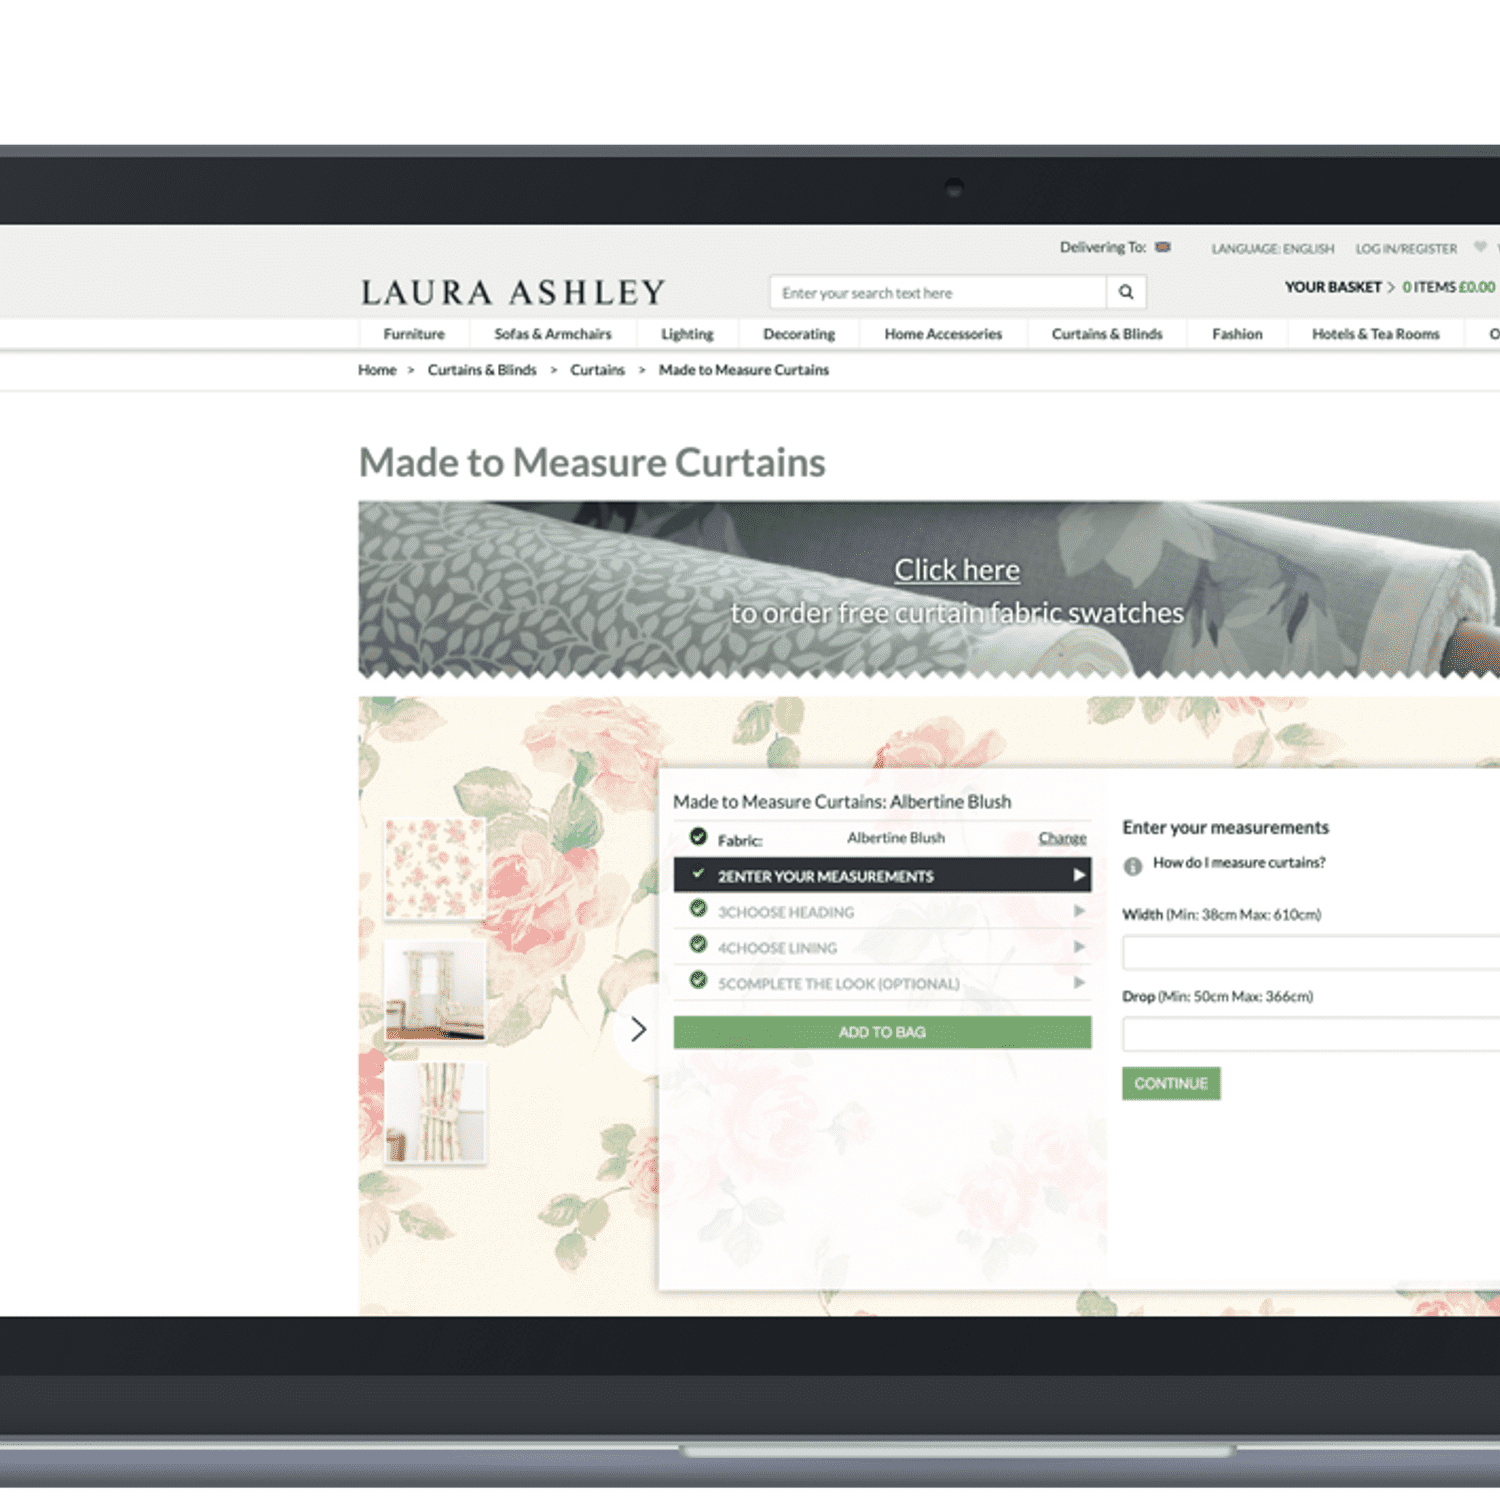 Delivering To:
LANGUAGE: ENGLISH
LOG IN/REGISTER
LAURA ASHLEY
Enter your search text here
YOUR BASKET > 0 ITEMS £0.00
Furniture
Sofas & Armchairs
Lighting
Decorating
Home Accessories
Curtains & Blinds
Fashion
Hotels & Tea Rooms
Home > Curtains & Blinds > Curtains > Made to Measure Curtains
Made to Measure Curtains
Click here
to order free curtain fabric swatches
Made to Measure Curtains: Albertine Blush
Fabric: Albertine Blush Change
2ENTER YOUR MEASUREMENTS
3CHOOSE HEADING
4CHOOSE LINING
5COMPLETE THE LOOK (OPTIONAL)
ADD TO BAG
Enter your measurements
How do I measure curtains?
Width (Min: 38cm Max: 610cm)
Drop (Min: 50cm Max: 366cm)
CONTINUE